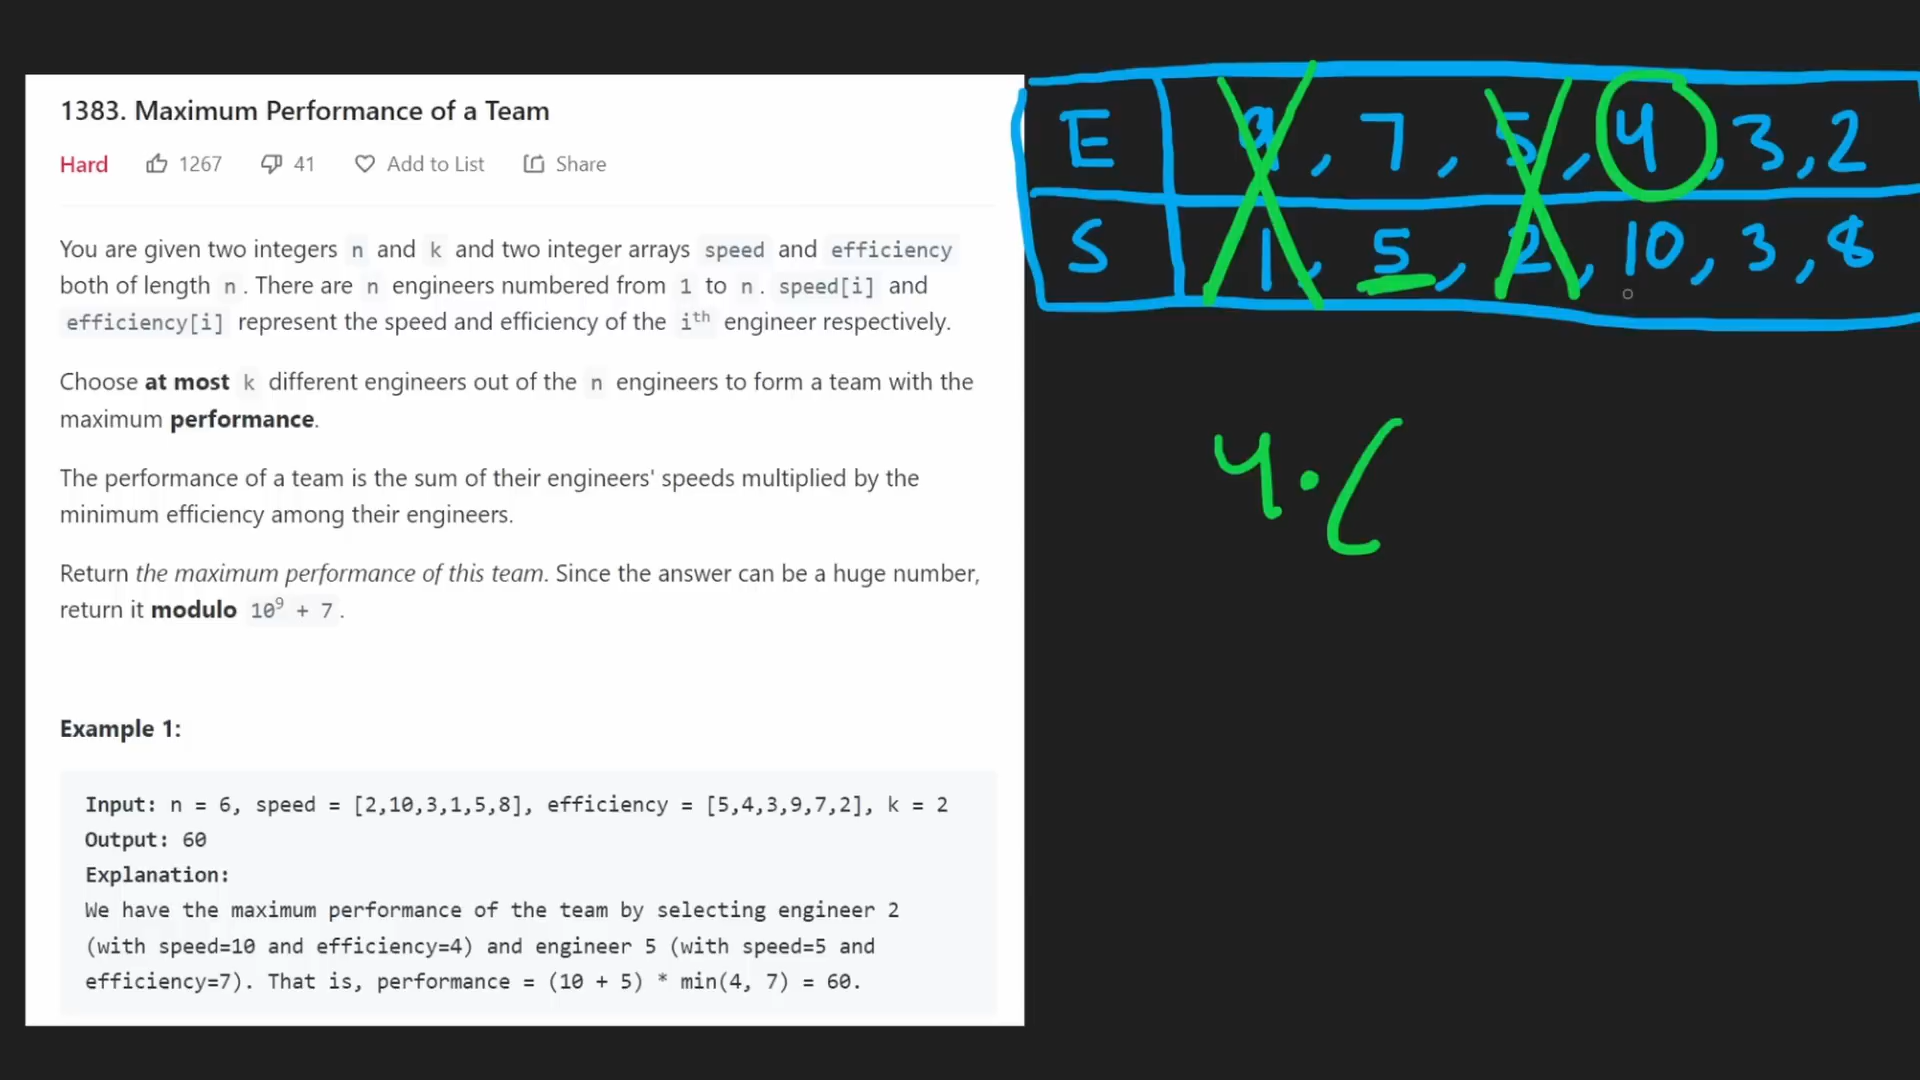 1383. Maximum Performance of a Team
Hard 1267 41 Add to List Share
You are given two integers n and k and two integer arrays speed and efficiency
both of length n. There are n engineers numbered from 1 to n. speed[i] and
efficiency[i] represent the speed and efficiency of the iᵗʰ engineer respectively.
Choose at most k different engineers out of the n engineers to form a team with the
maximum performance.
The performance of a team is the sum of their engineers' speeds multiplied by the
minimum efficiency among their engineers.
Return the maximum performance of this team. Since the answer can be a huge number,
return it modulo 10⁹ + 7.
Example 1:
Input: n = 6, speed = [2,10,3,1,5,8], efficiency = [5,4,3,9,7,2], k = 2
Output: 60
Explanation:
We have the maximum performance of the team by selecting engineer 2
(with speed=10 and efficiency=4) and engineer 5 (with speed=5 and
efficiency=7). That is, performance = (10 + 5) * min(4, 7) = 60.
E 9, 7, 5, 4, 3, 2
S 1, 5, 2, 10, 3, 8
4·(